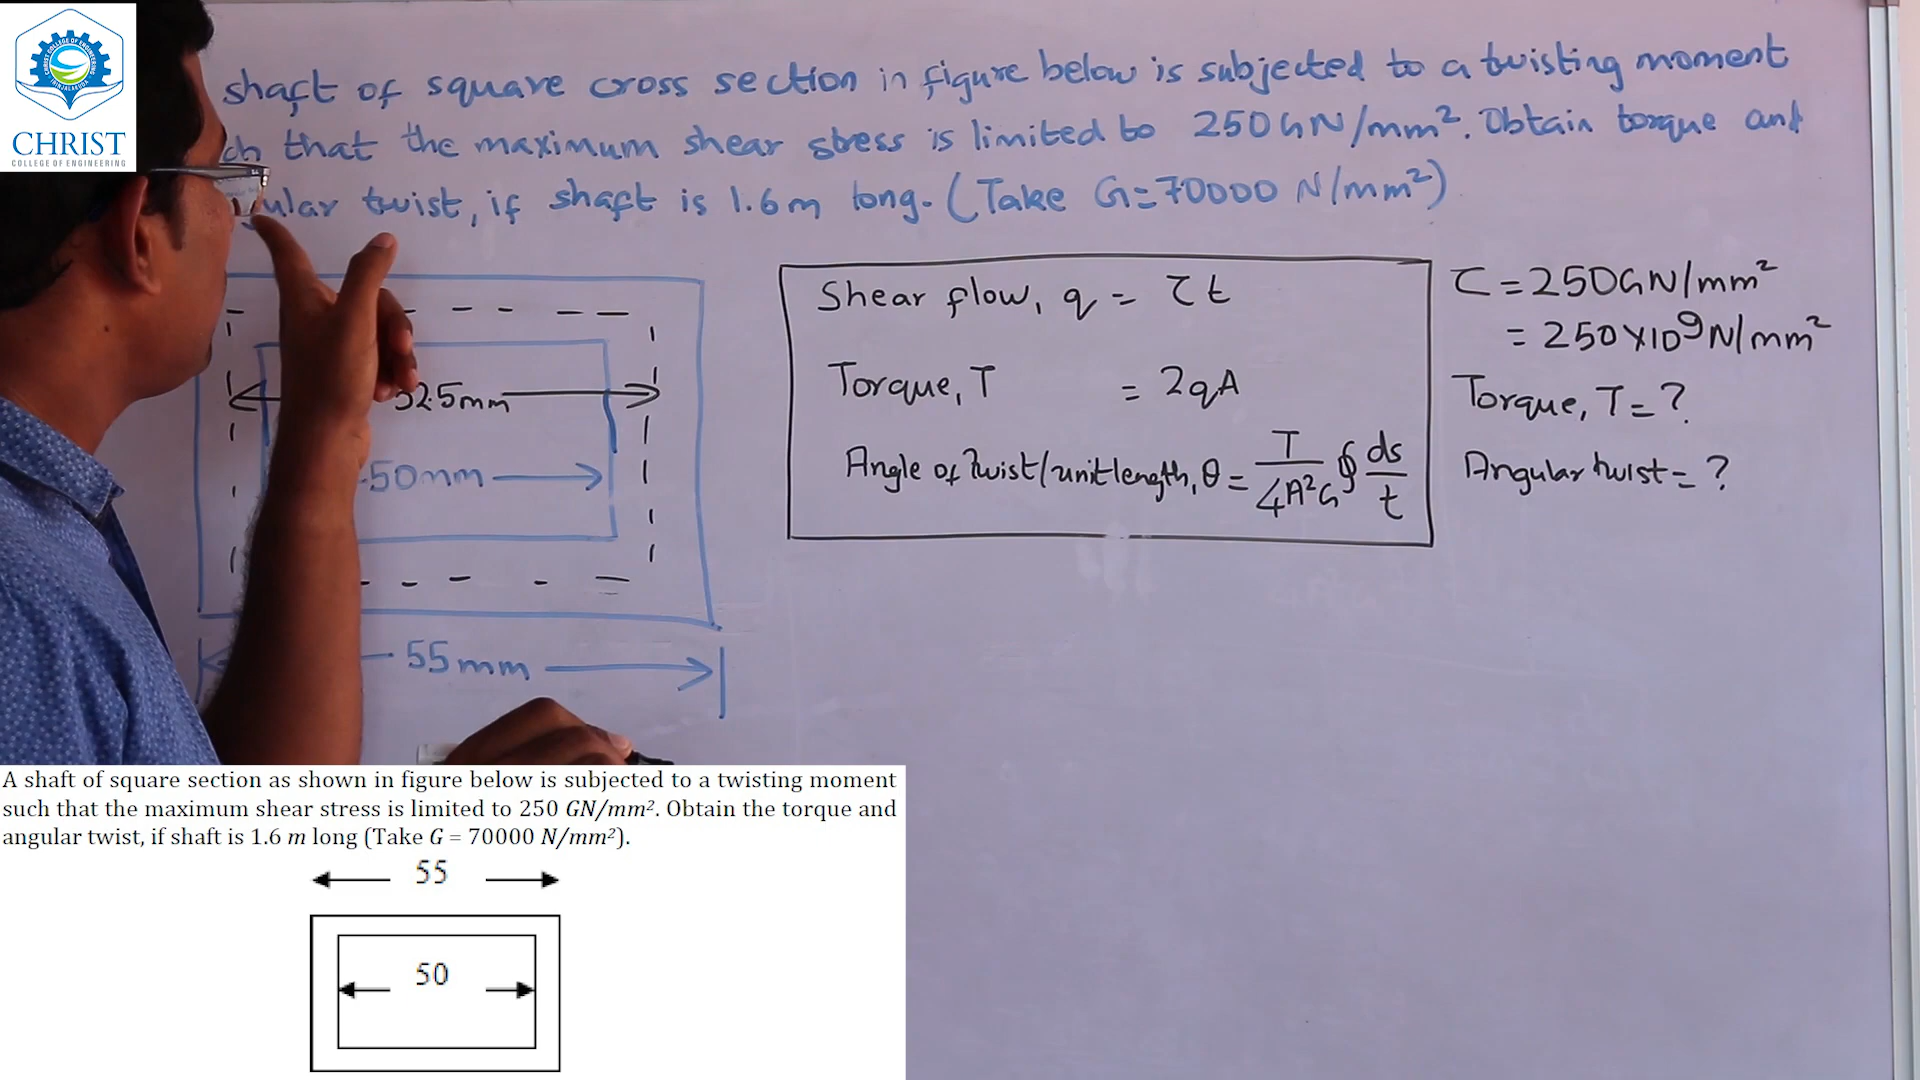 CHRIST
COLLEGE OF ENGINEERING
shaft of square cross section in figure below is subjected to a twisting moment
ch that the maximum shear stress is limited to 250 GN/mm². Obtain torque and
gular twist, if shaft is 1.6m long. (Take G=70000 N/mm²)
52.5mm
50mm
55mm
Shear flow, q = τt
Torque, T = 2qA
Angle of twist/unit length, θ = T/4A²G ∮ ds/t
τ = 250GN/mm²
= 250×10⁹N/mm²
Torque, T = ?
Angular twist = ?
A shaft of square section as shown in figure below is subjected to a twisting moment
such that the maximum shear stress is limited to 250 GN/mm². Obtain the torque and
angular twist, if shaft is 1.6 m long (Take G = 70000 N/mm²).
55
50